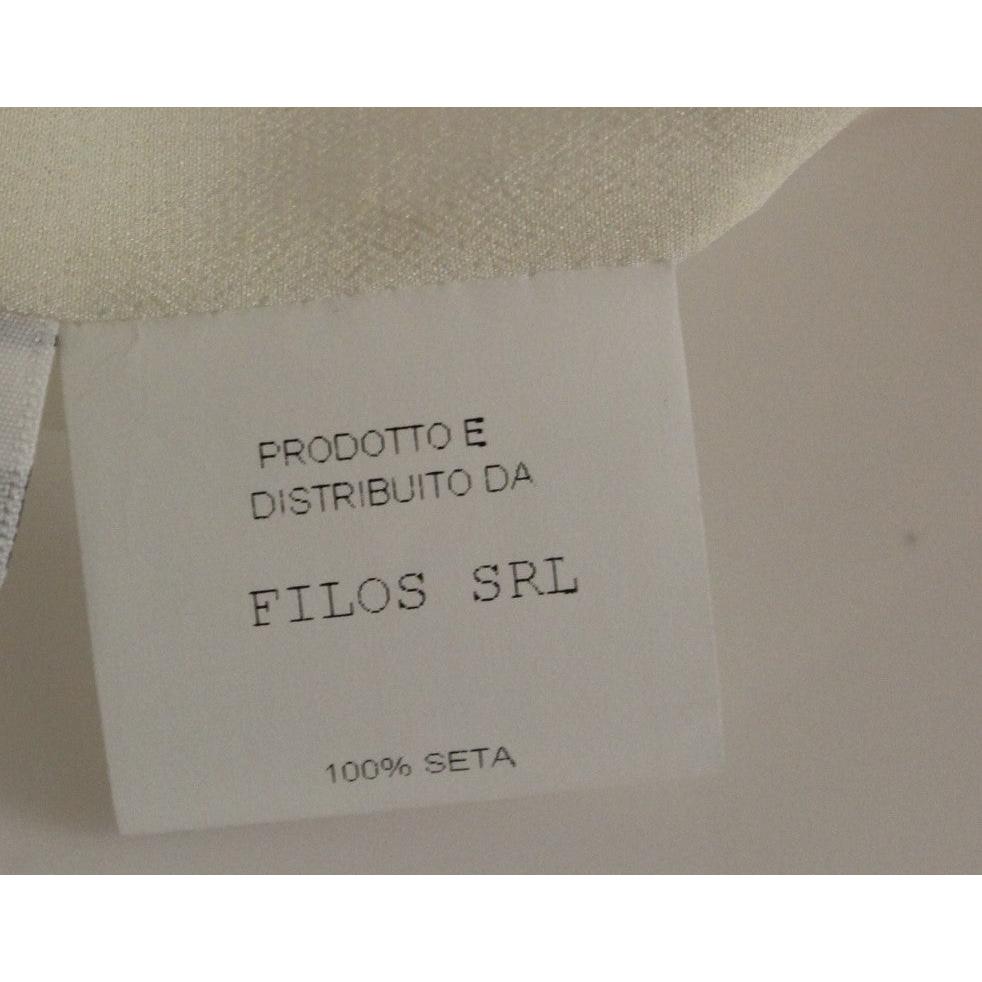 PRODOTTO E
DISTRIBUITO DA
FILOS SRL
100% SETA